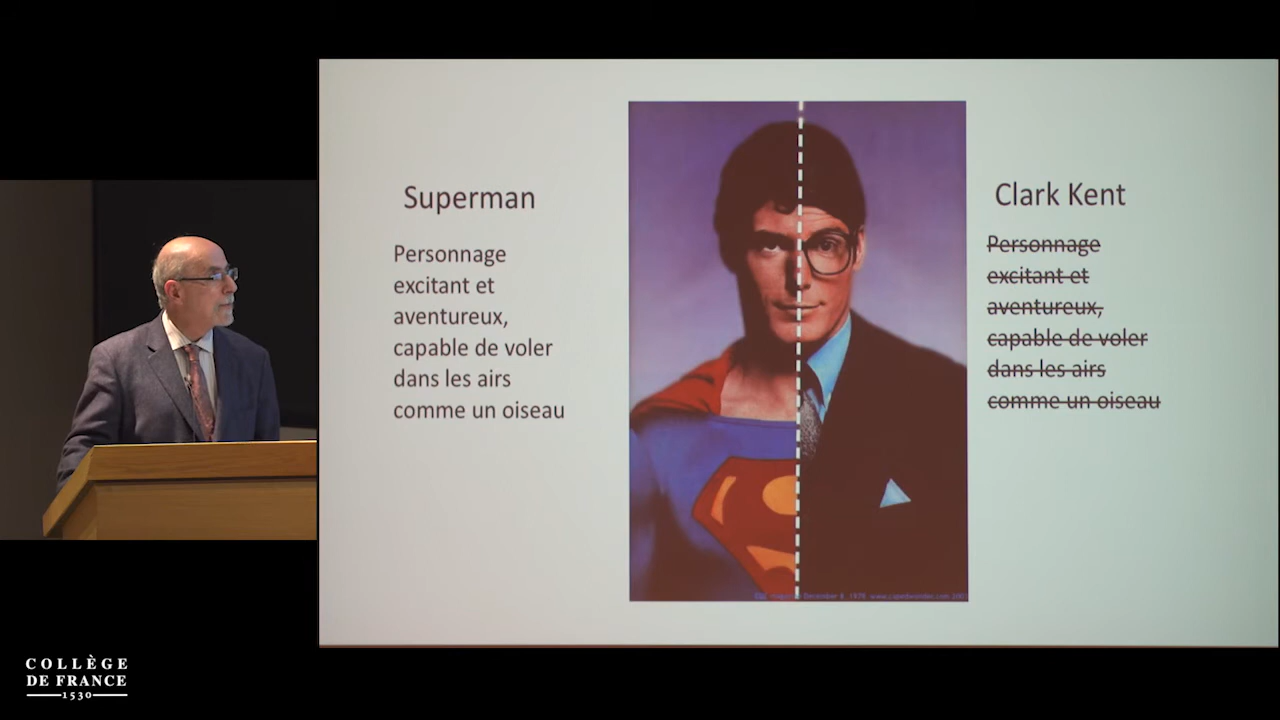 Superman
Personnage
excitant et
aventureux,
capable de voler
dans les airs
comme un oiseau
Clark Kent
Personnage
excitant et
aventureux,
capable de voler
dans les airs
comme un oiseau
COLLÈGE
DE FRANCE
1530